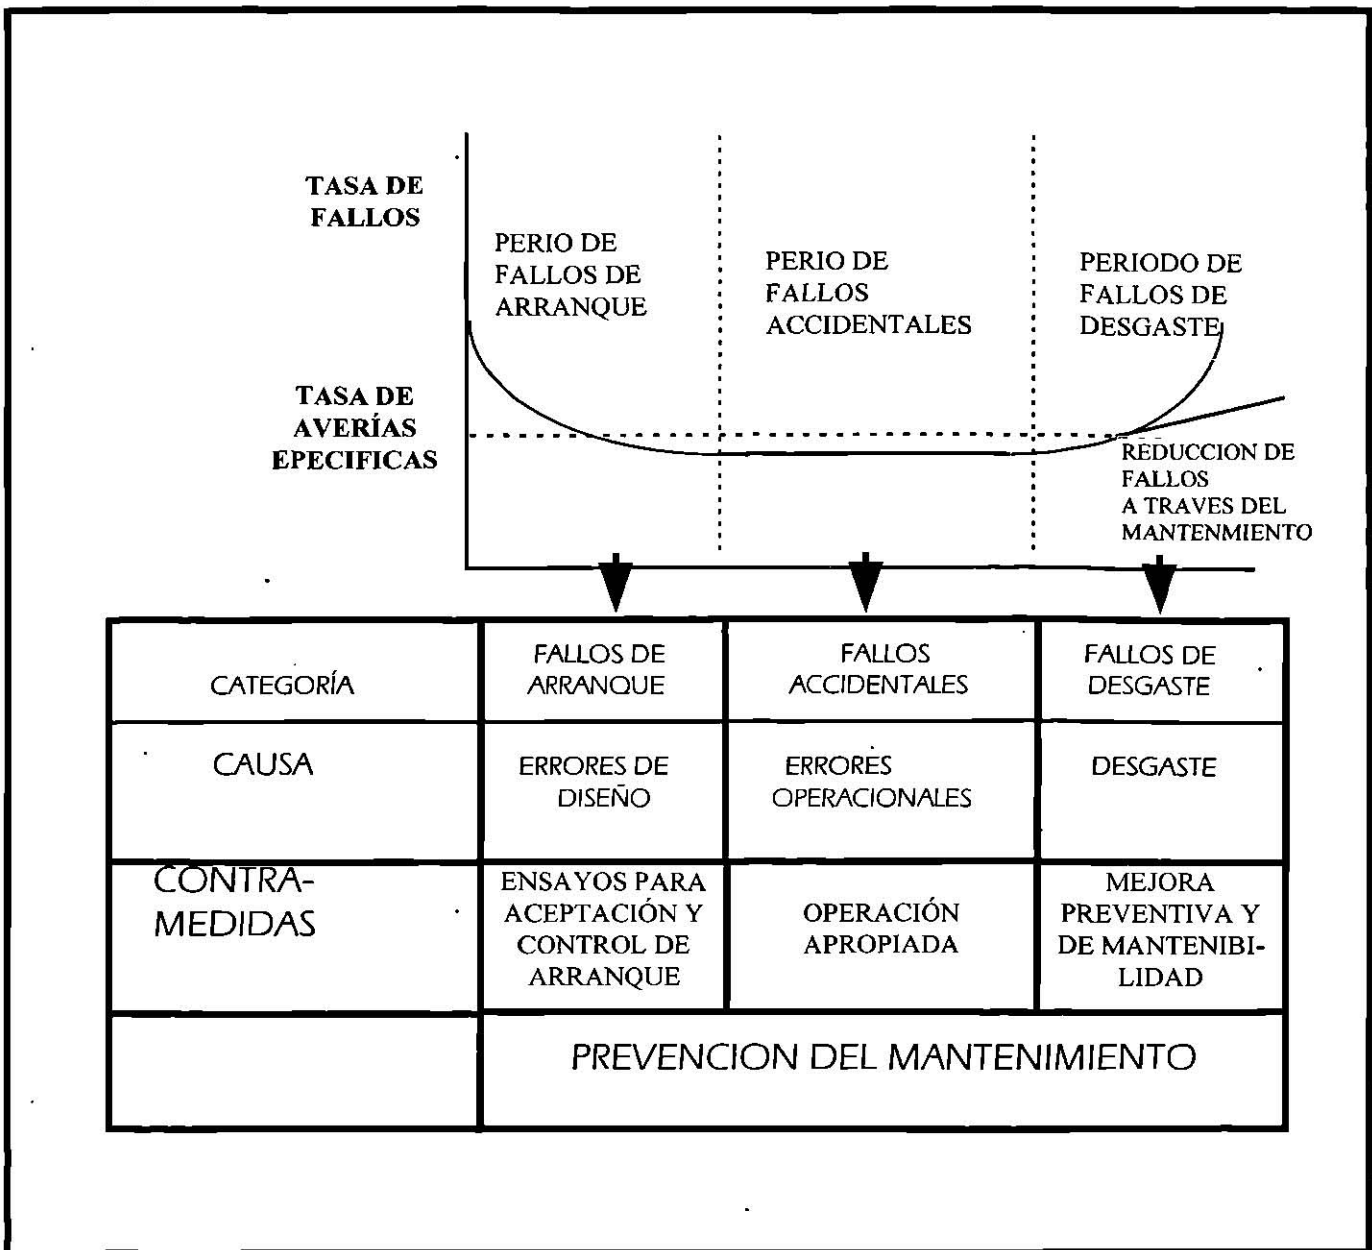 TASA DE
FALLOS
PERIO DE
FALLOS DE
ARRANQUE
PERIO DE
FALLOS
ACCIDENTALES
PERIODO DE
FALLOS DE
DESGASTE
TASA DE
AVERÍAS
EPECIFICAS
REDUCCION DE
FALLOS
A TRAVES DEL
MANTENMIENTO
CATEGORÍA
FALLOS DE
ARRANQUE
FALLOS
ACCIDENTALES
FALLOS DE
DESGASTE
CAUSA
ERRORES DE
DISEÑO
ERRORES
OPERACIONALES
DESGASTE
CONTRA-
MEDIDAS
ENSAYOS PARA
ACEPTACIÓN Y
CONTROL DE
ARRANQUE
OPERACIÓN
APROPIADA
MEJORA
PREVENTIVA Y
DE MANTENIBI-
LIDAD
PREVENCION DEL MANTENIMIENTO